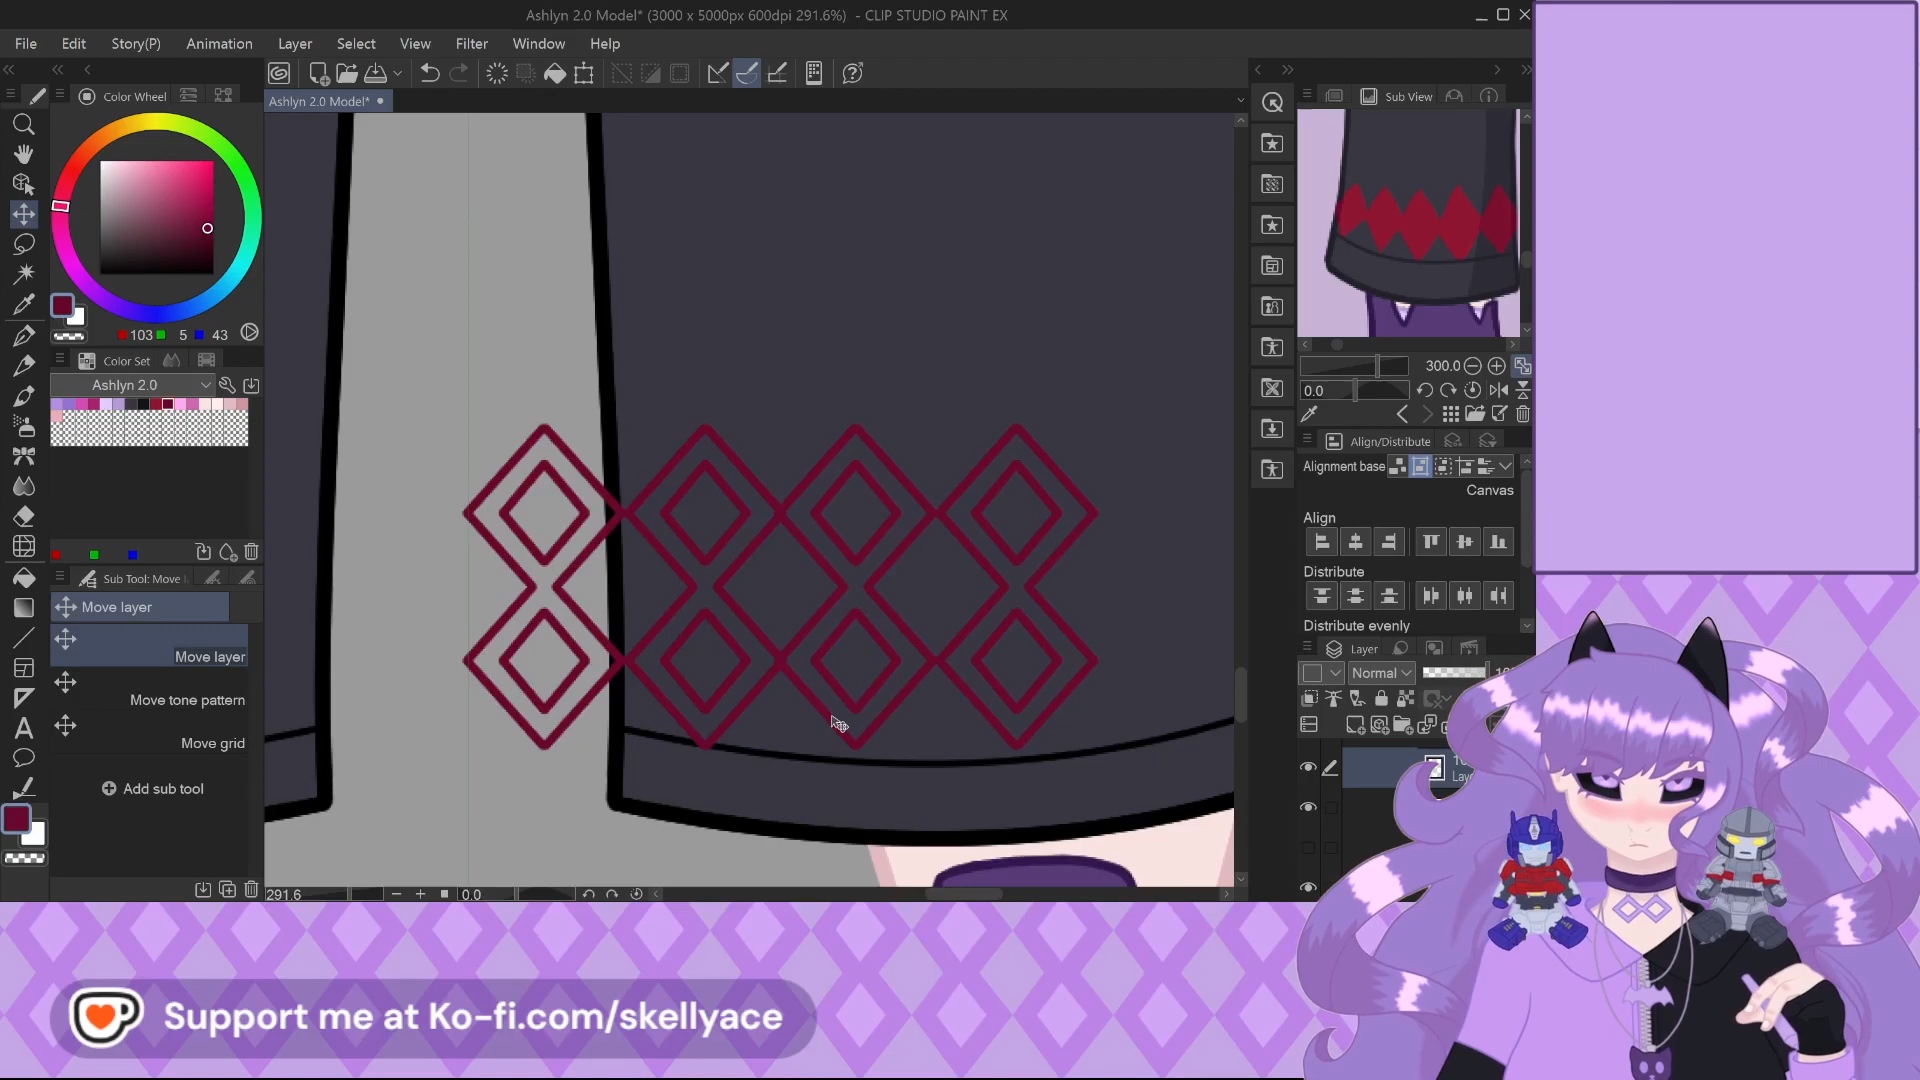 Ashlyn 2.0 Model* (3000 x 5000px 600dpi 291.6%) - CLIP STUDIO PAINT EX
File Edit Story(P) Animation Layer Select View Filter Window Help
Ashlyn 2.0 Model*
Color Wheel
103 5 43
Color Set
Ashlyn 2.0
Sub Tool: Move
Move layer
Move layer
Move tone pattern
Move grid
Add sub tool
291.6
0.0
Sub View
300.0
0.0
Align/Distribute
Alignment base
Canvas
Align
Distribute
Distribute evenly
Layer
Normal
Support me at Ko-fi.com/skellyace